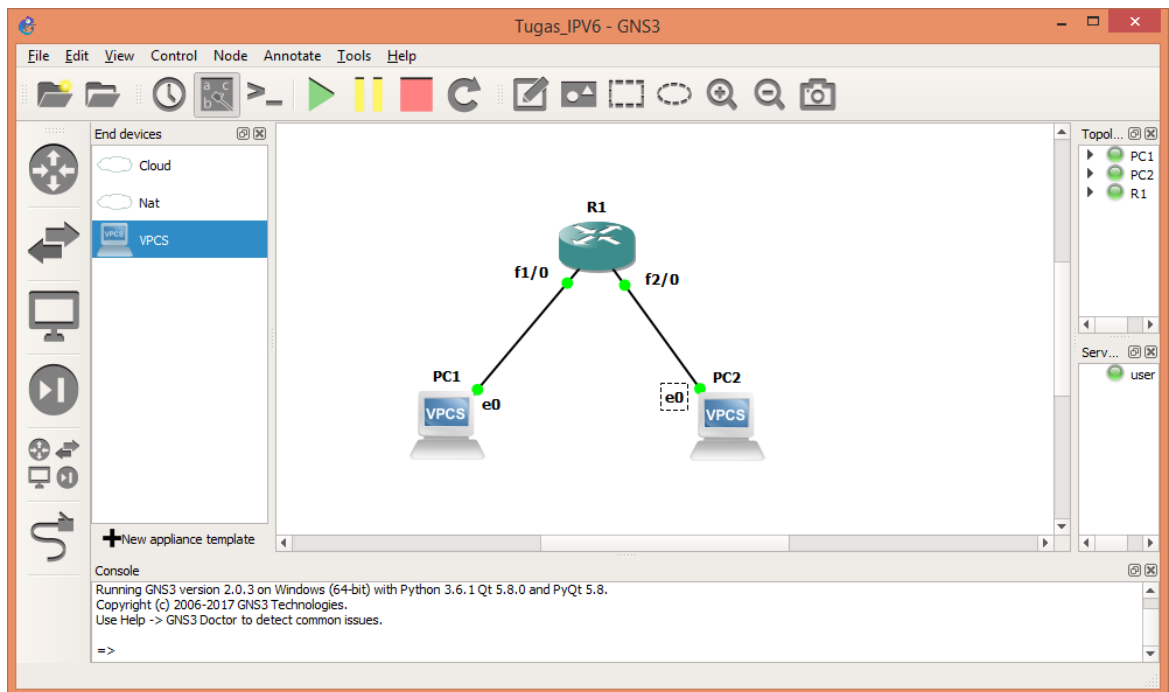 Tugas_IPV6 - GNS3
File Edit View Control Node Annotate Tools Help
End devices
Cloud
Nat
VPCS
VPCS
New appliance template
R1
f1/0
f2/0
PC1
e0
VPCS
PC2
e0
VPCS
Topol...
PC1
PC2
R1
Serv...
user
Console
Running GNS3 version 2.0.3 on Windows (64-bit) with Python 3.6.1 Qt 5.8.0 and PyQt 5.8.
Copyright (c) 2006-2017 GNS3 Technologies.
Use Help -> GNS3 Doctor to detect common issues.
=>